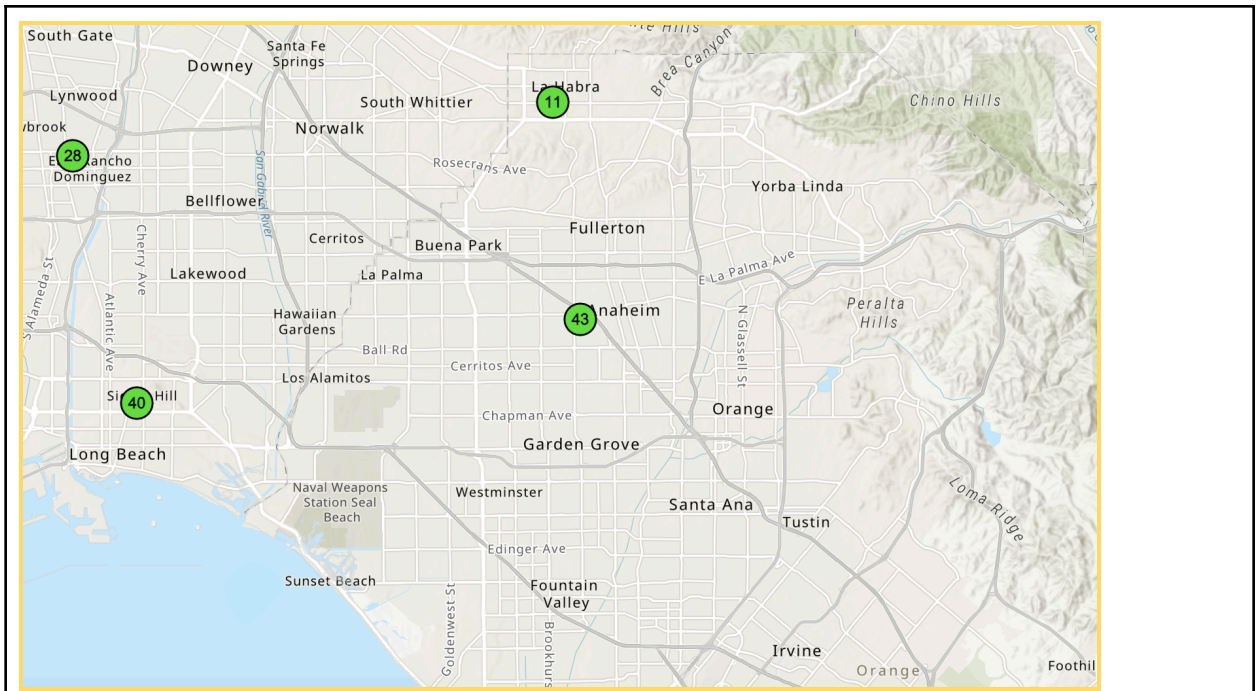 South Gate
Santa Fe
Springs
Downey
Brea Canyon
Hills
La Habra
11
Lynwood
South Whittier
Chino Hills
Norwalk
28
Rancho
Dominguez
Rosecrans Ave
San Gabriel River
Yorba Linda
Bellflower
Fullerton
Cherry Ave
Cerritos
Buena Park
Lakewood
La Palma
E La Palma Ave
S Alameda St
Atlantic Ave
Hawaiian
Gardens
43
Anaheim
N Glassell St
Peralta
Hills
Ball Rd
Cerritos Ave
Los Alamitos
40
Hill
Chapman Ave
Orange
Long Beach
Garden Grove
Naval Weapons
Station Seal
Beach
Westminster
Santa Ana
Loma Ridge
Tustin
Edinger Ave
Sunset Beach
Fountain
Valley
Goldenwest St
Brookhurs
Irvine
Orange
Foothil